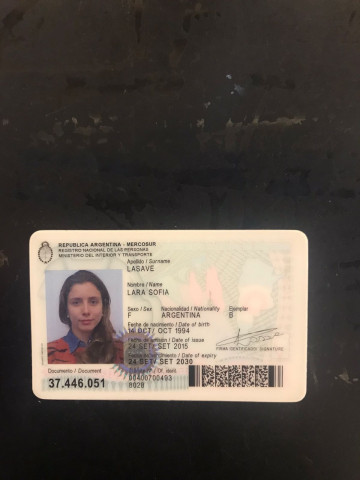 REPUBLICA ARGENTINA - MERCOSUR
REGISTRO NACIONAL DE LAS PERSONAS
MINISTERIO DEL INTERIOR Y TRANSPORTE
Apellido / Surname
LASAVE
Nombre / Name
LARA SOFIA
Sexo / Sex Nacionalidad / Nationality Ejemplar
F ARGENTINA B
Fecha de nacimiento / Date of birth
OCT/ OCT 1994
Fecha de emisión / Date of issue
24 SET/ SET 2015
Fecha de vencimiento / Date of expiry
24 SET/ SET 2030
FIRMA IDENTIFICADO / SIGNATURE
Documento / Document
37.446.051
Trámite Nº / Of. ident.
00400700493
8028